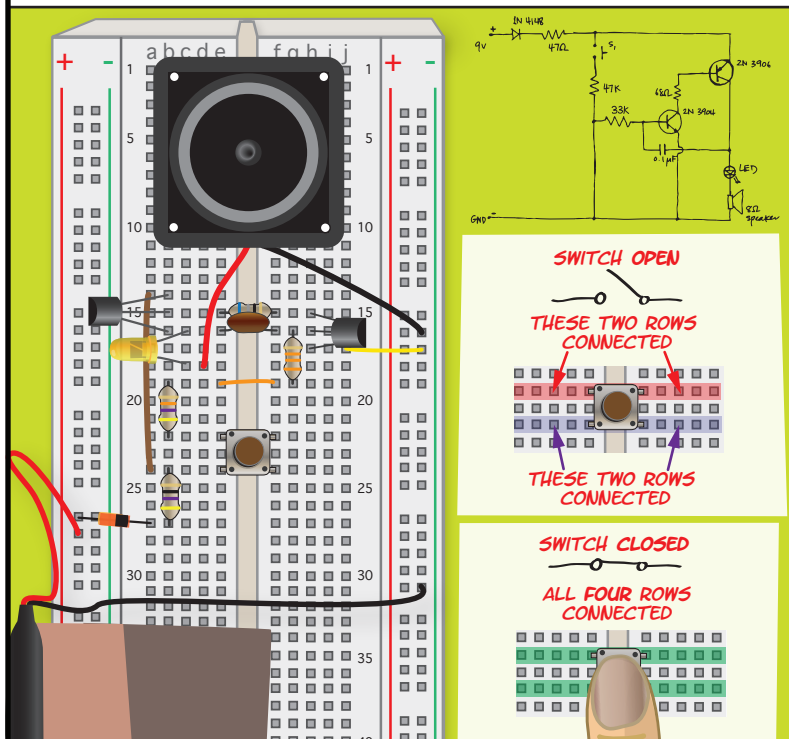 + - a b c d e f g h i j + -
1 1
5 5
10 10
15 15
20 20
25 25
30 30
35
40
1N 4148
9V +
47Ω
S1
2N 3906
47K
68Ω
33K
2N 3904
0.1µF
LED
8Ω
speaker
GND -
SWITCH OPEN
THESE TWO ROWS
CONNECTED
THESE TWO ROWS
CONNECTED
SWITCH CLOSED
ALL FOUR ROWS
CONNECTED